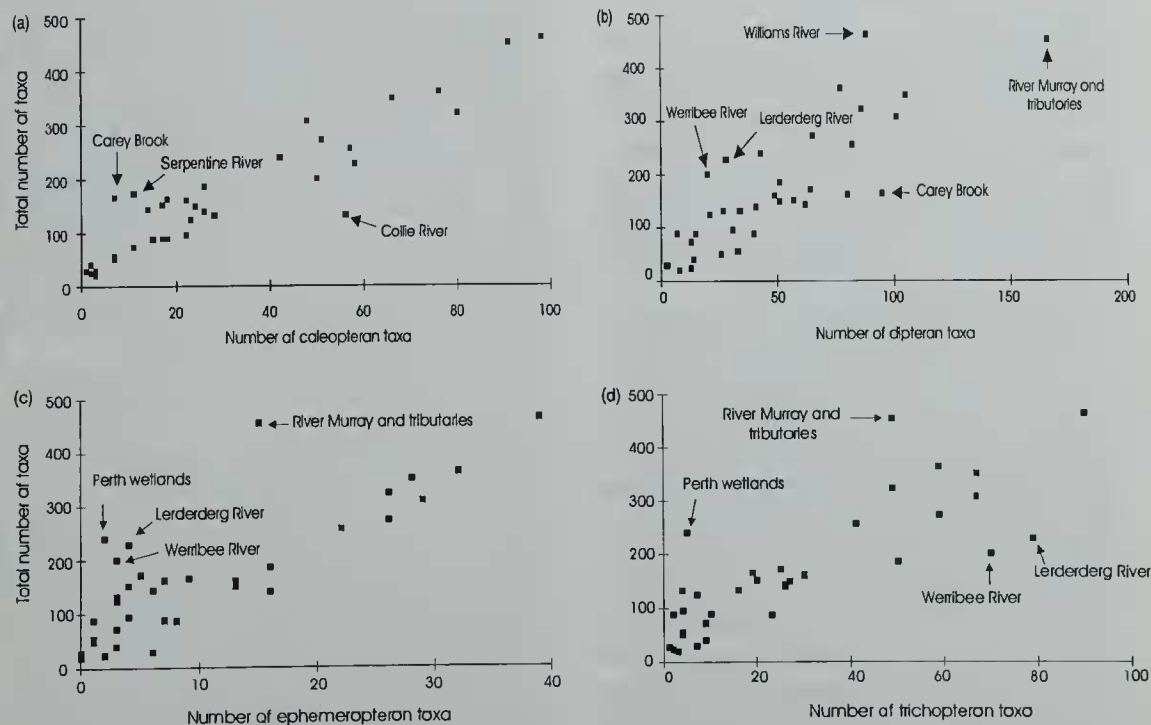 (a)
500
400
300
200
100
0
Total number of taxa
Carey Brook
Serpentine River
Collie River
0 20 40 60 80 100
Number of coleopteran taxa
(b)
500
400
300
200
100
0
Williams River
River Murray and
tributaries
Werribee River
Lerderderg River
Carey Brook
0 50 100 150 200
Number of dipteran taxa
(c)
500
400
300
200
100
0
Total number of taxa
River Murray and tributaries
Perth wetlands
Lerderderg River
Werribee River
0 10 20 30 40
Number of ephemeropteron taxa
(d)
500
400
300
200
100
0
River Murray and
tributaries
Perth wetlands
Lerderderg River
Werribee River
0 20 40 60 80 100
Number of trichopteron taxa